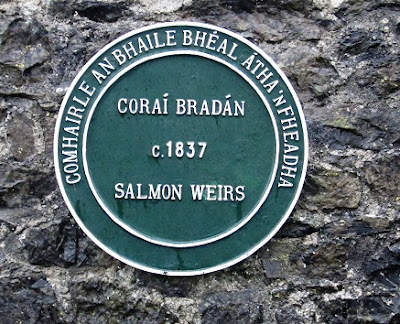 COMHAIRLE AN BHAILE BHÉAL ÁTHA'N FHEADHA
CORAÍ BRADÁN
c.1837
SALMON WEIRS